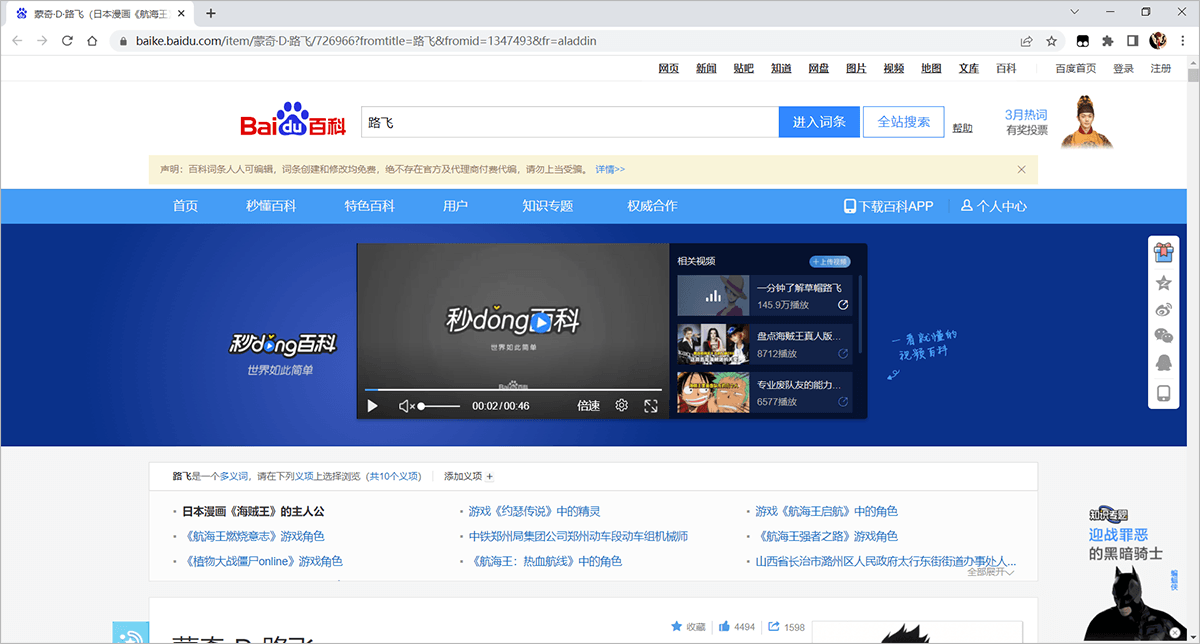 蒙奇·D·路飞（日本漫画《海贼王
baike.baidu.com/item/蒙奇·D·路飞/726966?fromtitle=路飞&fromid=1347493&fr=aladdin
网页 新闻 贴吧 知道 网盘 图片 视频 地图 文库 百科 百度首页 登录 注册
Baidu百科 路飞 进入词条 全站搜索 帮助
3月热词
有奖投票
声明：百科词条人人可编辑，词条创建和修改均免费，绝不存在官方及代理商付费代编，请勿上当受骗。 详情>>
首页 秒懂百科 特色百科 用户 知识专题 权威合作 下载百科APP 个人中心
秒dǒng百科
世界如此简单
秒dǒng百科
世界如此简单
Bai du 百科
00:02/00:46 倍速
相关视频 +上传视频
一分钟了解草帽路飞
145.9万播放
盘点海贼王真人版...
8712播放
专业废队友的能力...
6577播放
一看就懂的
视频百科
路飞是一个多义词，请在下列义项上选择浏览（共10个义项） 添加义项 +
· 日本漫画《海贼王》的主人公 · 游戏《约瑟传说》中的精灵 · 游戏《航海王启航》中的角色
· 《航海王燃烧意志》游戏角色 · 中铁郑州局集团公司郑州动车段动车组机械师 · 《航海王强者之路》游戏角色
· 《植物大战僵尸online》游戏角色 · 《航海王：热血航线》中的角色 · 山西省长治市潞州区人民政府太行东街街道办事处人...
全部展开
知识专题
迎战罪恶
的黑暗骑士
蝙蝠侠
蒙奇·D·路飞
收藏 4494 1598